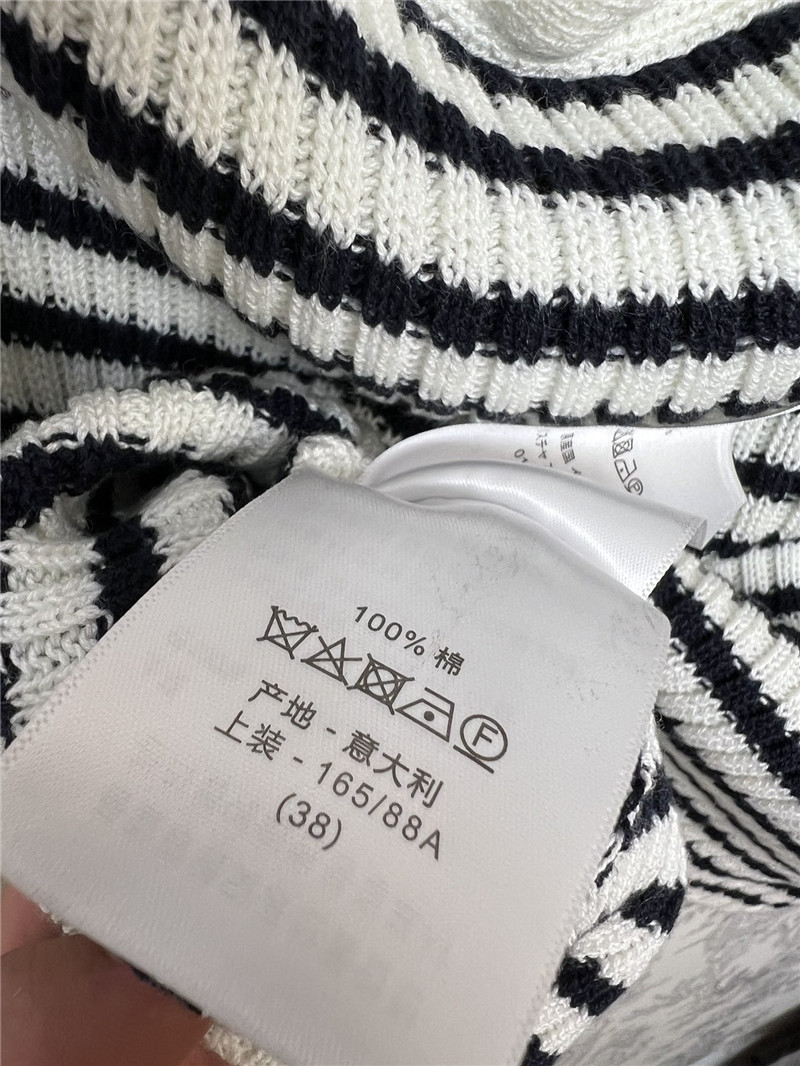 100% 棉
F
产地 - 意大利
上装 - 165/88A
(38)